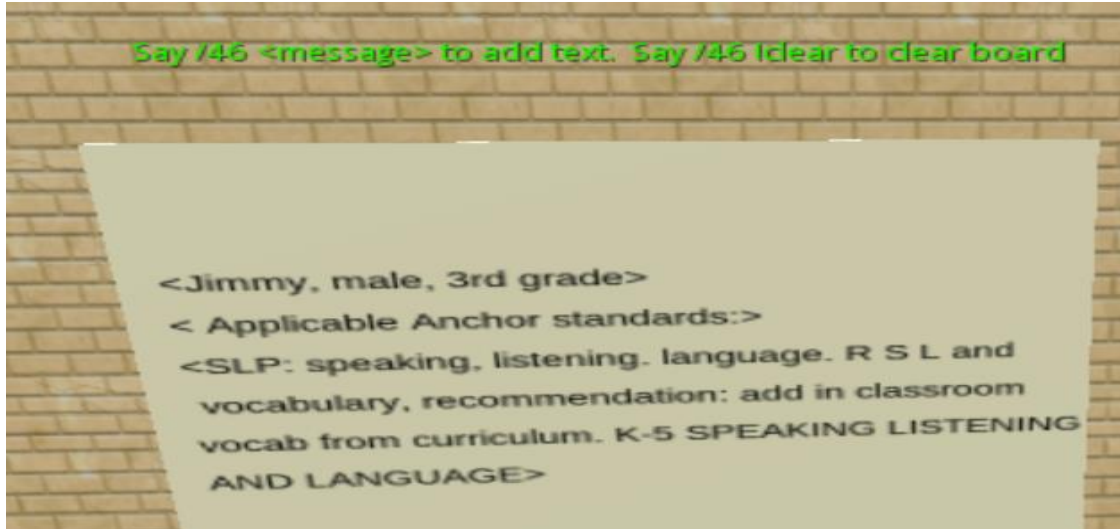 Say /46 <message> to add text.  Say /46 !clear to clear board
<Jimmy, male, 3rd grade>
< Applicable Anchor standards:>
<SLP: speaking, listening. language. R S L and
vocabulary, recommendation: add in classroom
vocab from curriculum. K-5 SPEAKING LISTENING
AND LANGUAGE>